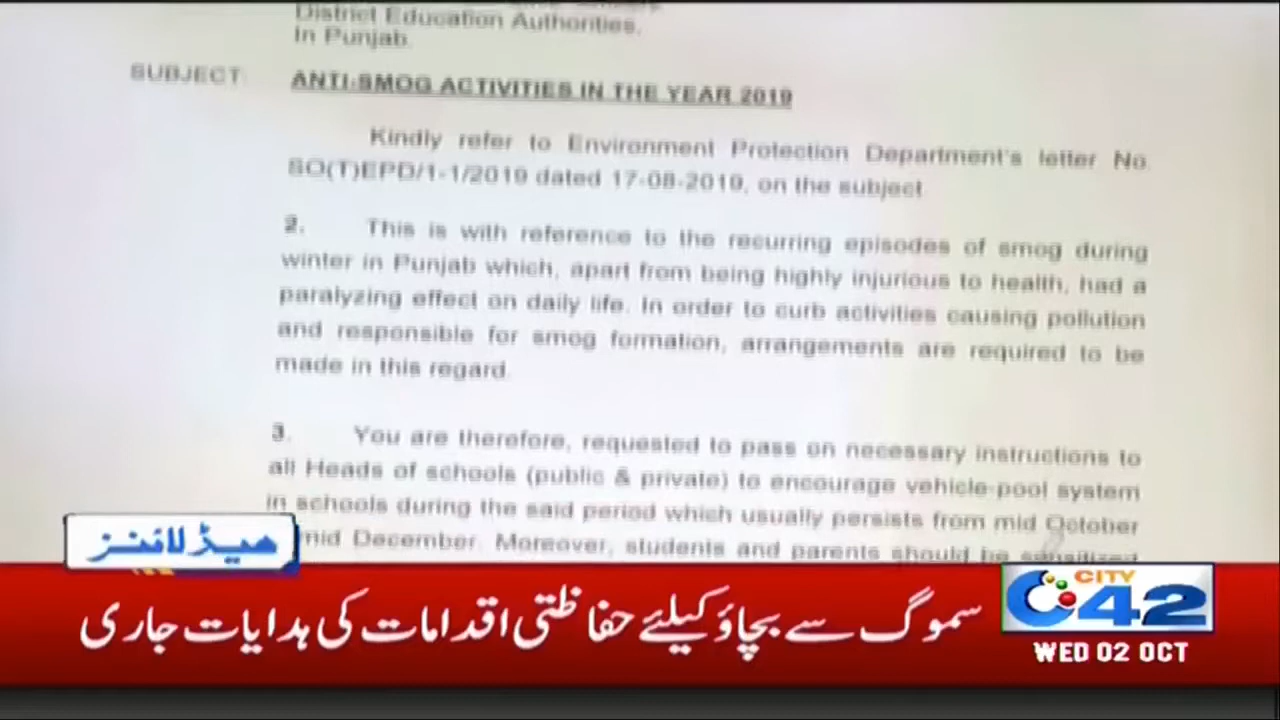 District Education Authorities,
In Punjab.
SUBJECT: ANTI-SMOG ACTIVITIES IN THE YEAR 2019
Kindly refer to Environment Protection Department's letter No.
SO(T)EPD/1-1/2019 dated 17-08-2019, on the subject.
2. This is with reference to the recurring episodes of smog during
winter in Punjab which, apart from being highly injurious to health, had a
paralyzing effect on daily life. In order to curb activities causing pollution
and responsible for smog formation, arrangements are required to be
made in this regard.
3. You are therefore, requested to pass on necessary instructions to
all Heads of schools (public & private) to encourage vehicle-pool system
in schools during the said period which usually persists from mid October
mid December. Moreover, students and parents should be sensitized
ہیڈ لائنز
سموگ سے بچاؤ کیلئے حفاظتی اقدامات کی ہدایات جاری
CITY
42
WED 02 OCT